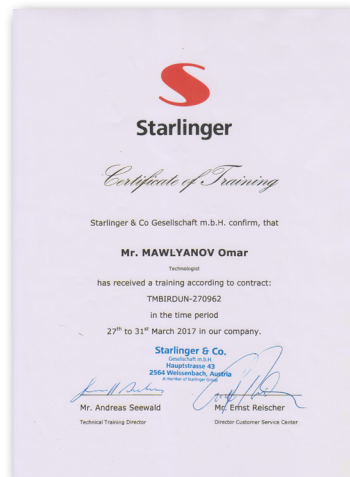 Starlinger
Certificate of Training
Starlinger & Co Gesellschaft m.b.H. confirm, that
Mr. MAWLYANOV Omar
Technologist
has received a training according to contract:
TMBIRDUN-270962
in the time period
27th to 31st March 2017 in our company.
Starlinger & Co.
Gesellschaft m.b.H.
Hauptstrasse 43
2564 Weissenbach, Austria
A member of Starlinger Group
Mr. Andreas Seewald
Mr. Ernst Reischer
Technical Training Director
Director Customer Service Center